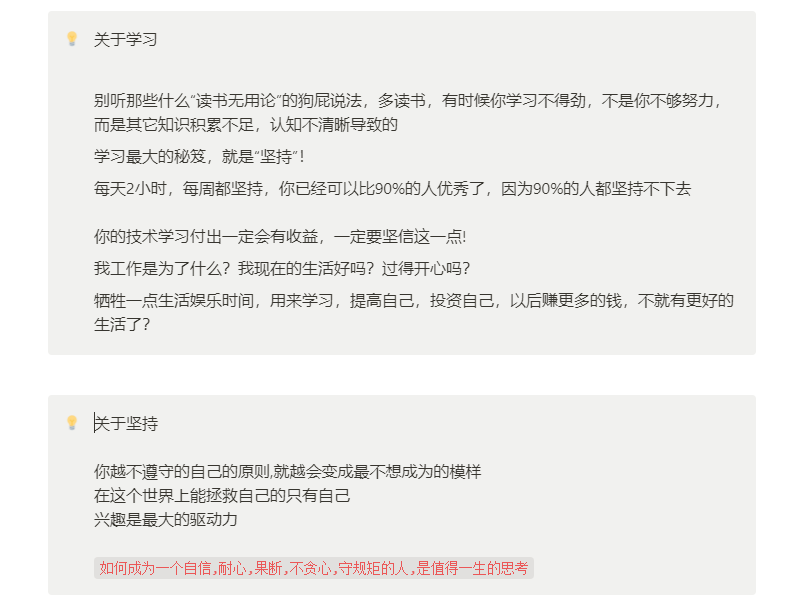 关于学习
别听那些什么“读书无用论”的狗屁说法，多读书，有时候你学习不得劲，不是你不够努力，
而是其它知识积累不足，认知不清晰导致的
学习最大的秘笈，就是“坚持”！
每天2小时，每周都坚持，你已经可以比90%的人优秀了，因为90%的人都坚持不下去
你的技术学习付出一定会有收益，一定要坚信这一点!
我工作是为了什么？我现在的生活好吗？过得开心吗？
牺牲一点生活娱乐时间，用来学习，提高自己，投资自己，以后赚更多的钱，不就有更好的
生活了？
关于坚持
你越不遵守的自己的原则,就越会变成最不想成为的模样
在这个世界上能拯救自己的只有自己
兴趣是最大的驱动力
如何成为一个自信,耐心,果断,不贪心,守规矩的人,是值得一生的思考